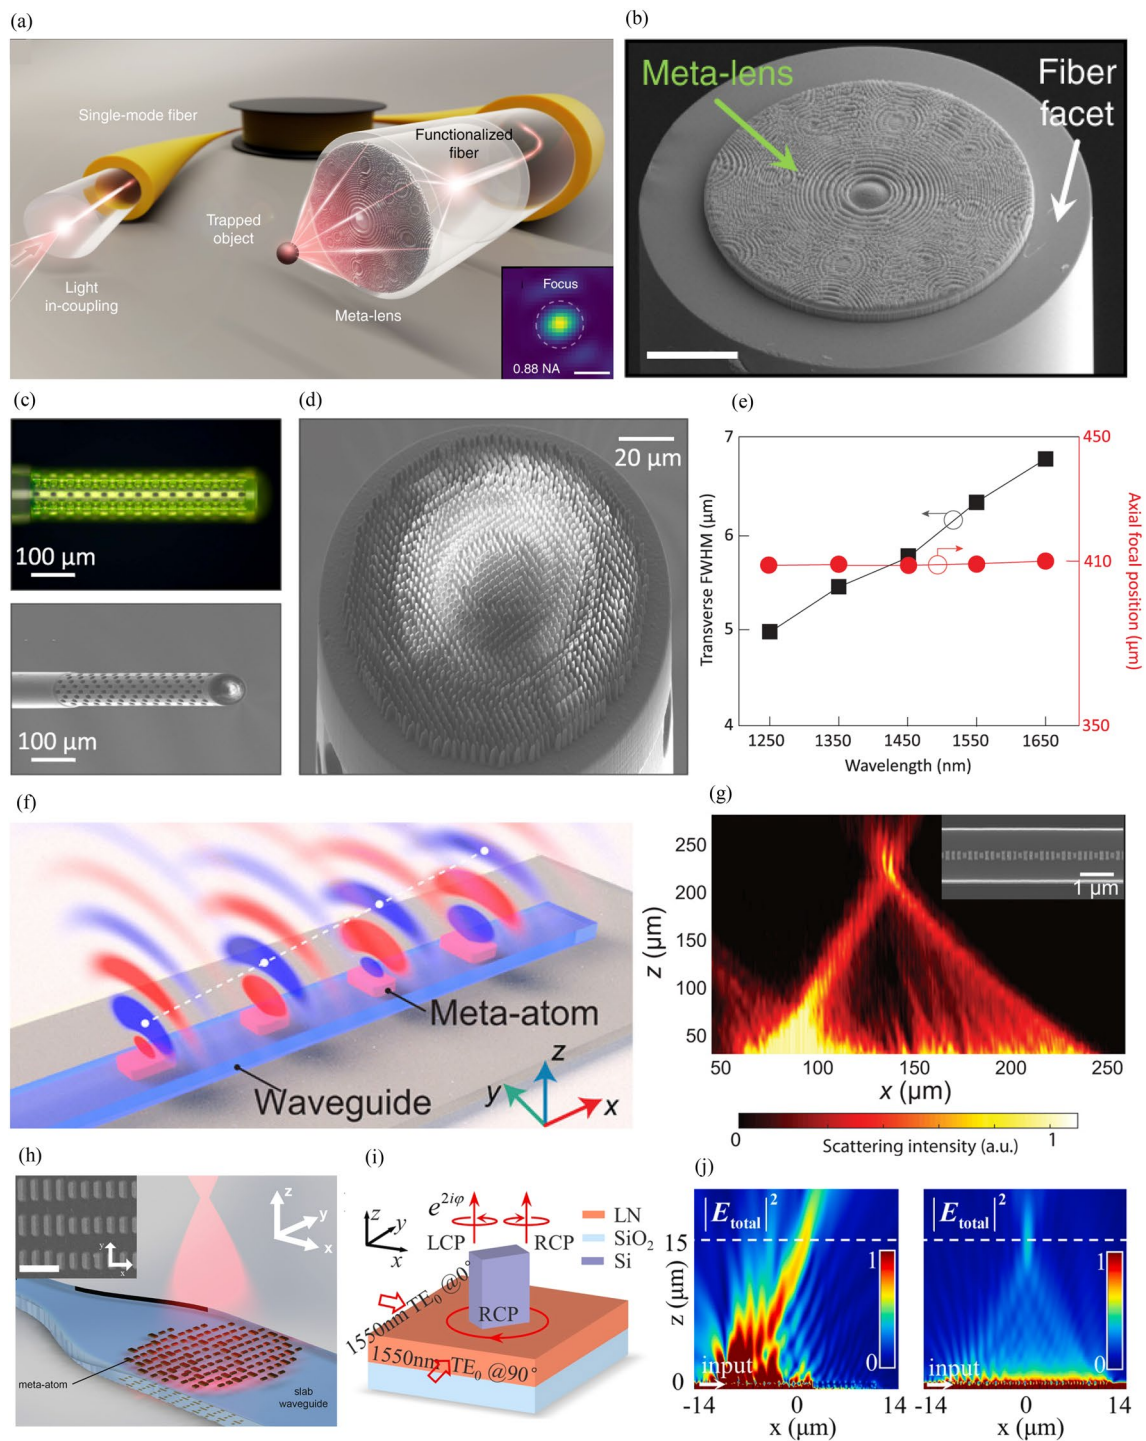 (a)
Single-mode fiber
Functionalized
fiber
Trapped
object
Light
in-coupling
Meta-lens
Focus
0.88 NA
(b)
Meta-lens
Fiber
facet
(c)
100 μm
100 μm
(d)
20 μm
(e)
Transverse FWHM (μm)
7
6
5
4
450
410
350
Axial focal
position
(μm)
1250 1350 1450 1550 1650
Wavelength (nm)
(f)
Meta-atom
Waveguide
z
y
x
(g)
z (μm)
250
200
150
100
50
1 μm
50 100 150 200 250
x (μm)
0 1
Scattering intensity (a.u.)
(h)
y
x
z
y
x
meta-atom
slab
waveguide
(i)
z
y
x
e^{2iφ}
LCP
RCP
LN
SiO₂
Si
RCP
1550nm TE₀ @0°
1550nm TE₀ @90°
(j)
|E_total|²
15
z (μm)
0
1
0
input
-14 0 14
x (μm)
|E_total|²
1
0
input
-14 0 14
x (μm)